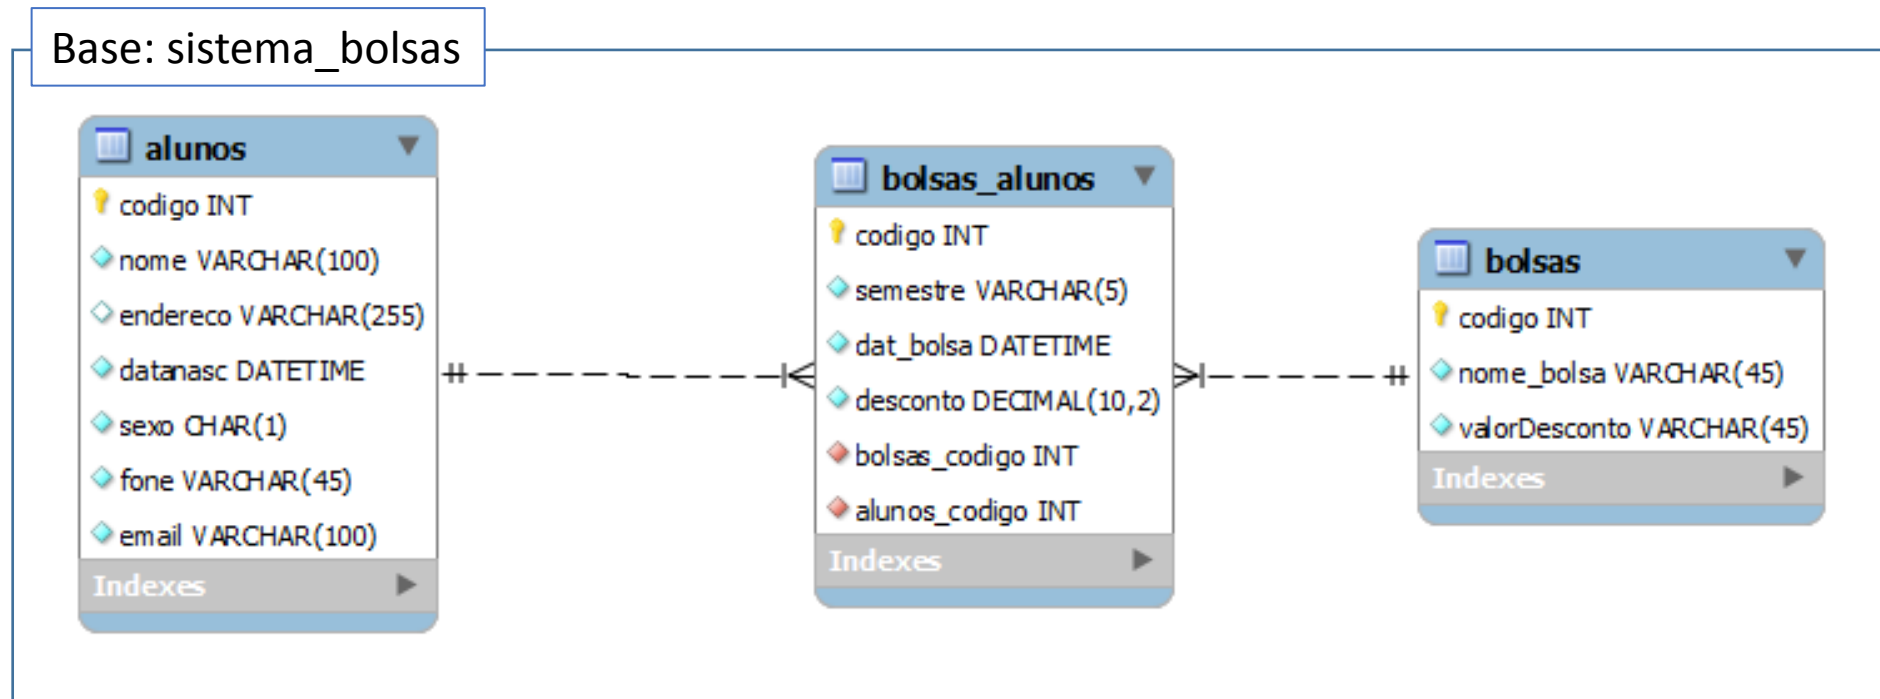 Base: sistema_bolsas
alunos
codigo INT
nome VARCHAR(100)
endereco VARCHAR(255)
datanasc DATETIME
sexo CHAR(1)
fone VARCHAR(45)
email VARCHAR(100)
Indexes
bolsas_alunos
codigo INT
semestre VARCHAR(5)
dat_bolsa DATETIME
desconto DECIMAL(10,2)
bolsas_codigo INT
alunos_codigo INT
Indexes
bolsas
codigo INT
nome_bolsa VARCHAR(45)
valorDesconto VARCHAR(45)
Indexes